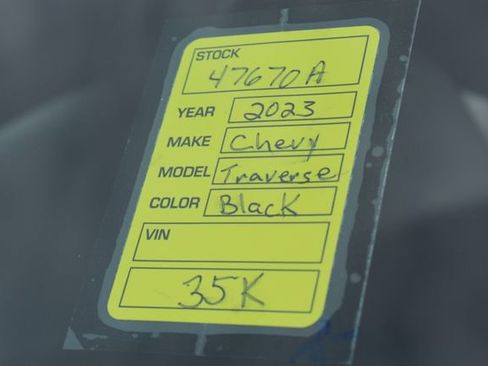 STOCK
47670A
YEAR 2023
MAKE Chevy
MODEL Traverse
COLOR Black
VIN
35K